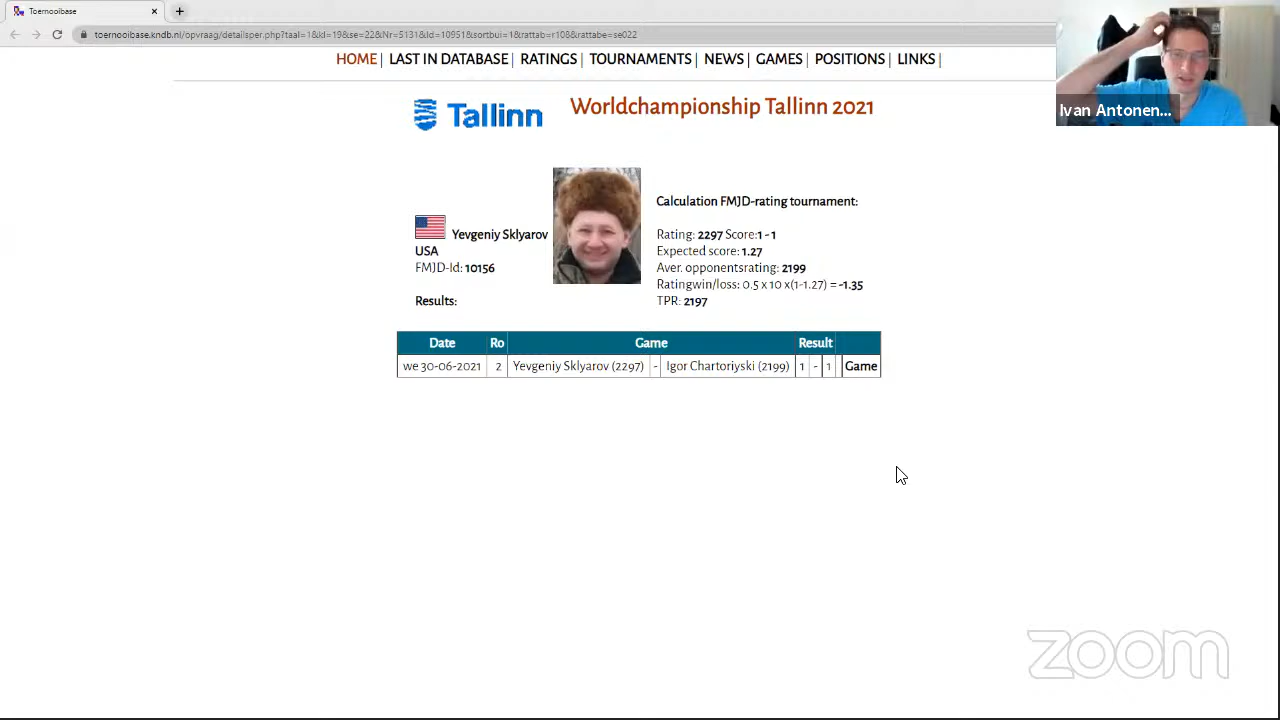 Toernooibase
toernooibase.kndb.nl/opvraag/detailsper.php?taal=1&kl=19&se=22&Nr=5131&Id=10951&sortbui=1&rattab=r108&rattabe=se022
HOME| LAST IN DATABASE| RATINGS| TOURNAMENTS| NEWS| GAMES| POSITIONS| LINKS|
Tallinn
Worldchampionship Tallinn 2021
Ivan Antonen...
Yevgeniy Sklyarov
USA
FMJD-Id: 10156
Results:
Calculation FMJD-rating tournament:
Rating: 2297 Score:1 - 1
Expected score: 1.27
Aver. opponentsrating: 2199
Ratingwin/loss: 0.5 x 10 x(1-1.27) = -1.35
TPR: 2197
Date Ro Game Result
we 30-06-2021 2 Yevgeniy Sklyarov (2297) - Igor Chartoriyski (2199) 1 - 1 Game
zoom